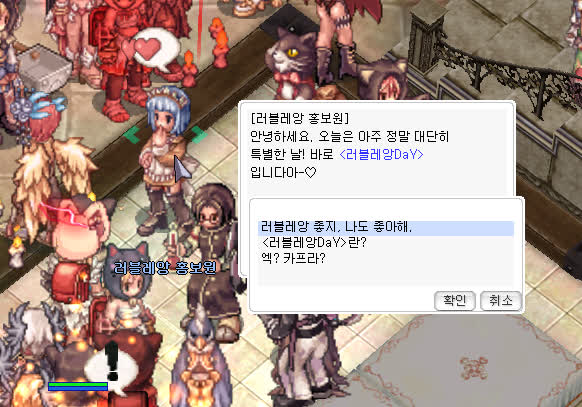 [러블레앙 홍보원]
안녕하세요, 오늘은 아주 정말 대단히
특별한 날! 바로 <러블레앙DaY>
입니다아~♡
러블레앙 좋지, 나도 좋아해.
<러블레앙DaY>란?
엑? 카프라?
확인 취소
러블레앙 홍보원